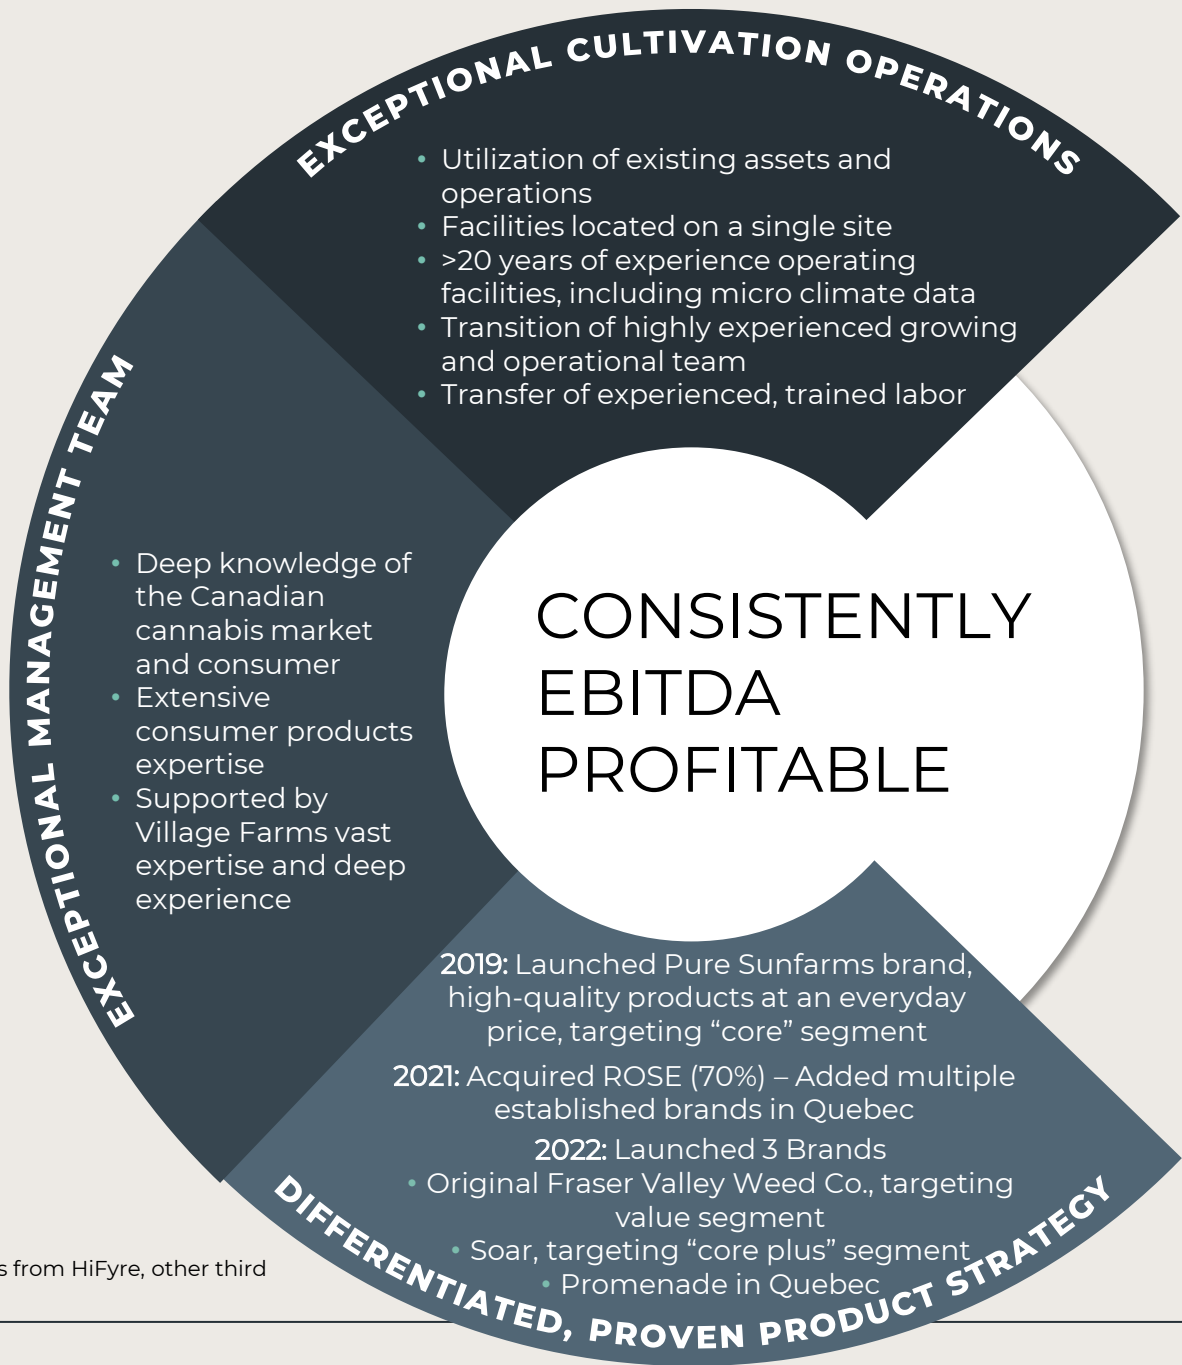 EXCEPTIONAL CULTIVATION OPERATIONS
• Utilization of existing assets and
operations
• Facilities located on a single site
• >20 years of experience operating
facilities, including micro climate data
• Transition of highly experienced growing
and operational team
• Transfer of experienced, trained labor
EXCEPTIONAL MANAGEMENT TEAM
• Deep knowledge of
the Canadian
cannabis market
and consumer
• Extensive
consumer products
expertise
• Supported by
Village Farms vast
expertise and deep
experience
CONSISTENTLY
EBITDA
PROFITABLE
2019: Launched Pure Sunfarms brand,
high-quality products at an everyday
price, targeting “core” segment
2021: Acquired ROSE (70%) – Added multiple
established brands in Quebec
2022: Launched 3 Brands
• Original Fraser Valley Weed Co., targeting
value segment
• Soar, targeting “core plus” segment
• Promenade in Quebec
DIFFERENTIATED, PROVEN PRODUCT STRATEGY
s from HiFyre, other third